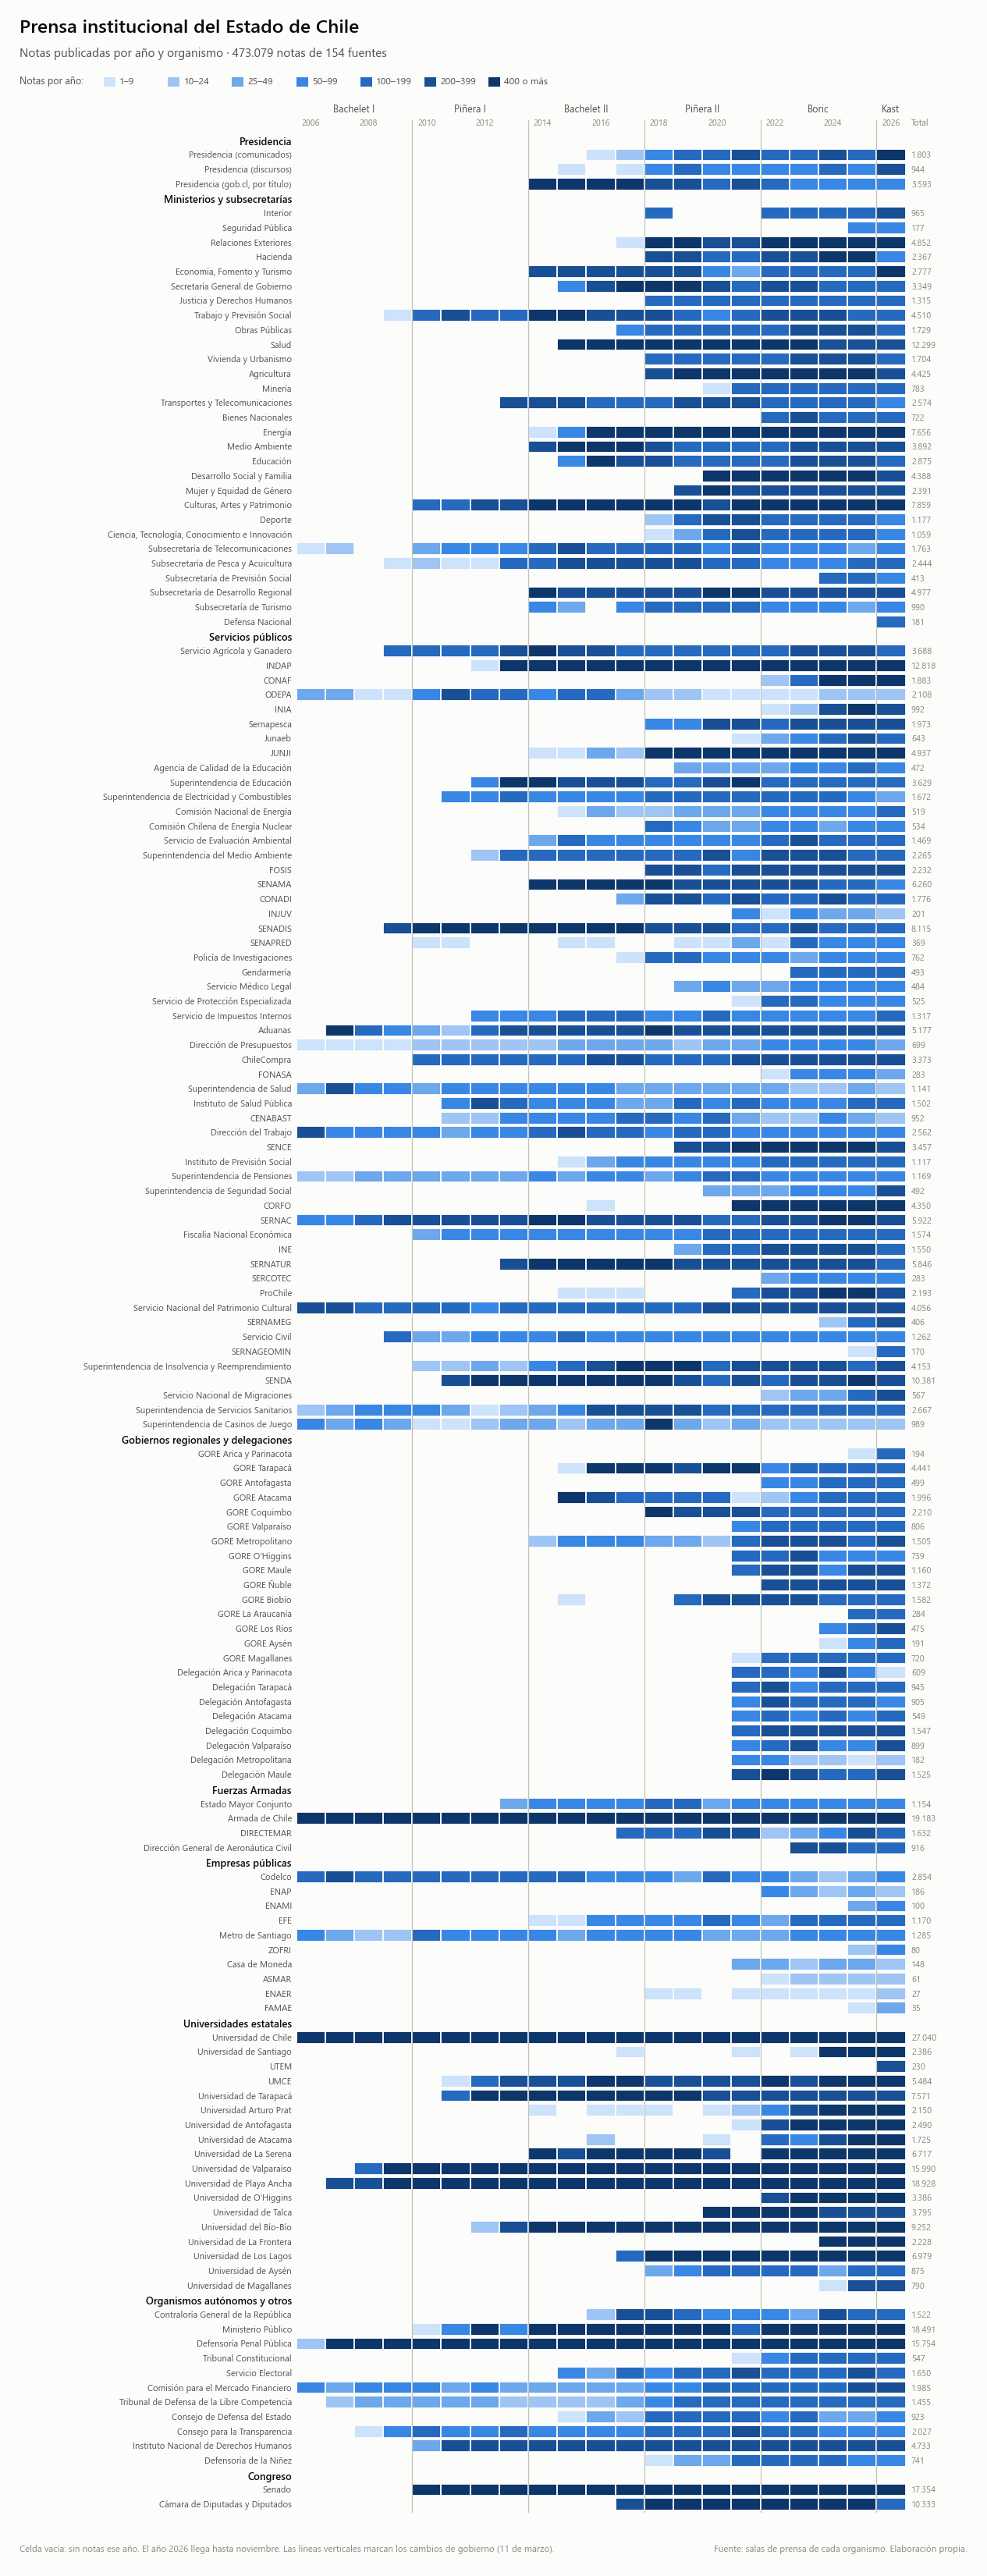 Prensa institucional del Estado de Chile
Notas publicadas por año y organismo · 473.079 notas de 154 fuentes
Notas por año: 1–9 10–24 25–49 50–99 100–199 200–399 400 o más
Bachelet I Piñera I Bachelet II Piñera II Boric Kast
2006 2008 2010 2012 2014 2016 2018 2020 2022 2024 2026 Total
Presidencia
Presidencia (comunicados) 1.803
Presidencia (discursos) 944
Presidencia (gob.cl, por título) 3.593
Ministerios y subsecretarías
Interior 965
Seguridad Pública 177
Relaciones Exteriores 4.852
Hacienda 2.367
Economía, Fomento y Turismo 2.777
Secretaría General de Gobierno 3.349
Justicia y Derechos Humanos 1.315
Trabajo y Previsión Social 4.510
Obras Públicas 1.729
Salud 12.299
Vivienda y Urbanismo 1.704
Agricultura 4.425
Minería 783
Transportes y Telecomunicaciones 2.574
Bienes Nacionales 722
Energía 7.656
Medio Ambiente 3.892
Educación 2.875
Desarrollo Social y Familia 4.388
Mujer y Equidad de Género 2.391
Culturas, Artes y Patrimonio 7.859
Deporte 1.177
Ciencia, Tecnología, Conocimiento e Innovación 1.059
Subsecretaría de Telecomunicaciones 1.763
Subsecretaría de Pesca y Acuicultura 2.444
Subsecretaría de Previsión Social 413
Subsecretaría de Desarrollo Regional 4.977
Subsecretaría de Turismo 990
Defensa Nacional 181
Servicios públicos
Servicio Agrícola y Ganadero 3.688
INDAP 12.818
CONAF 1.883
ODEPA 2.108
INIA 992
Sernapesca 1.973
Junaeb 643
JUNJI 4.937
Agencia de Calidad de la Educación 472
Superintendencia de Educación 3.629
Superintendencia de Electricidad y Combustibles 1.672
Comisión Nacional de Energía 519
Comisión Chilena de Energía Nuclear 534
Servicio de Evaluación Ambiental 1.469
Superintendencia del Medio Ambiente 2.265
FOSIS 2.232
SENAMA 6.260
CONADI 1.776
INJUV 201
SENADIS 8.115
SENAPRED 369
Policía de Investigaciones 762
Gendarmería 493
Servicio Médico Legal 484
Servicio de Protección Especializada 525
Servicio de Impuestos Internos 1.317
Aduanas 5.177
Dirección de Presupuestos 699
ChileCompra 3.373
FONASA 283
Superintendencia de Salud 1.141
Instituto de Salud Pública 1.502
CENABAST 952
Dirección del Trabajo 2.562
SENCE 3.457
Instituto de Previsión Social 1.117
Superintendencia de Pensiones 1.169
Superintendencia de Seguridad Social 492
CORFO 4.350
SERNAC 5.922
Fiscalía Nacional Económica 1.574
INE 1.550
SERNATUR 5.846
SERCOTEC 283
ProChile 2.193
Servicio Nacional del Patrimonio Cultural 4.056
SERNAMEG 406
Servicio Civil 1.262
SERNAGEOMIN 170
Superintendencia de Insolvencia y Reemprendimiento 4.153
SENDA 10.381
Servicio Nacional de Migraciones 567
Superintendencia de Servicios Sanitarios 2.667
Superintendencia de Casinos de Juego 989
Gobiernos regionales y delegaciones
GORE Arica y Parinacota 194
GORE Tarapacá 4.441
GORE Antofagasta 499
GORE Atacama 1.996
GORE Coquimbo 2.210
GORE Valparaíso 806
GORE Metropolitano 1.505
GORE O'Higgins 739
GORE Maule 1.160
GORE Ñuble 1.372
GORE Biobío 1.582
GORE La Araucanía 284
GORE Los Ríos 475
GORE Aysén 191
GORE Magallanes 720
Delegación Arica y Parinacota 609
Delegación Tarapacá 945
Delegación Antofagasta 905
Delegación Atacama 549
Delegación Coquimbo 1.547
Delegación Valparaíso 899
Delegación Metropolitana 182
Delegación Maule 1.525
Fuerzas Armadas
Estado Mayor Conjunto 1.154
Armada de Chile 19.183
DIRECTEMAR 1.632
Dirección General de Aeronáutica Civil 916
Empresas públicas
Codelco 2.854
ENAP 186
ENAMI 100
EFE 1.170
Metro de Santiago 1.285
ZOFRI 80
Casa de Moneda 148
ASMAR 61
ENAER 27
FAMAE 35
Universidades estatales
Universidad de Chile 27.040
Universidad de Santiago 2.386
UTEM 230
UMCE 5.484
Universidad de Tarapacá 7.571
Universidad Arturo Prat 2.150
Universidad de Antofagasta 2.490
Universidad de Atacama 1.725
Universidad de La Serena 6.717
Universidad de Valparaíso 15.990
Universidad de Playa Ancha 18.928
Universidad de O'Higgins 3.386
Universidad de Talca 3.795
Universidad del Bío-Bío 9.252
Universidad de La Frontera 2.228
Universidad de Los Lagos 6.979
Universidad de Aysén 875
Universidad de Magallanes 790
Organismos autónomos y otros
Contraloría General de la República 1.522
Ministerio Público 18.491
Defensoría Penal Pública 15.754
Tribunal Constitucional 547
Servicio Electoral 1.650
Comisión para el Mercado Financiero 1.985
Tribunal de Defensa de la Libre Competencia 1.455
Consejo de Defensa del Estado 923
Consejo para la Transparencia 2.027
Instituto Nacional de Derechos Humanos 4.733
Defensoría de la Niñez 741
Congreso
Senado 17.354
Cámara de Diputadas y Diputados 10.333
Celda vacía: sin notas ese año. El año 2026 llega hasta noviembre. Las líneas verticales marcan los cambios de gobierno (11 de marzo). Fuente: salas de prensa de cada organismo. Elaboración propia.